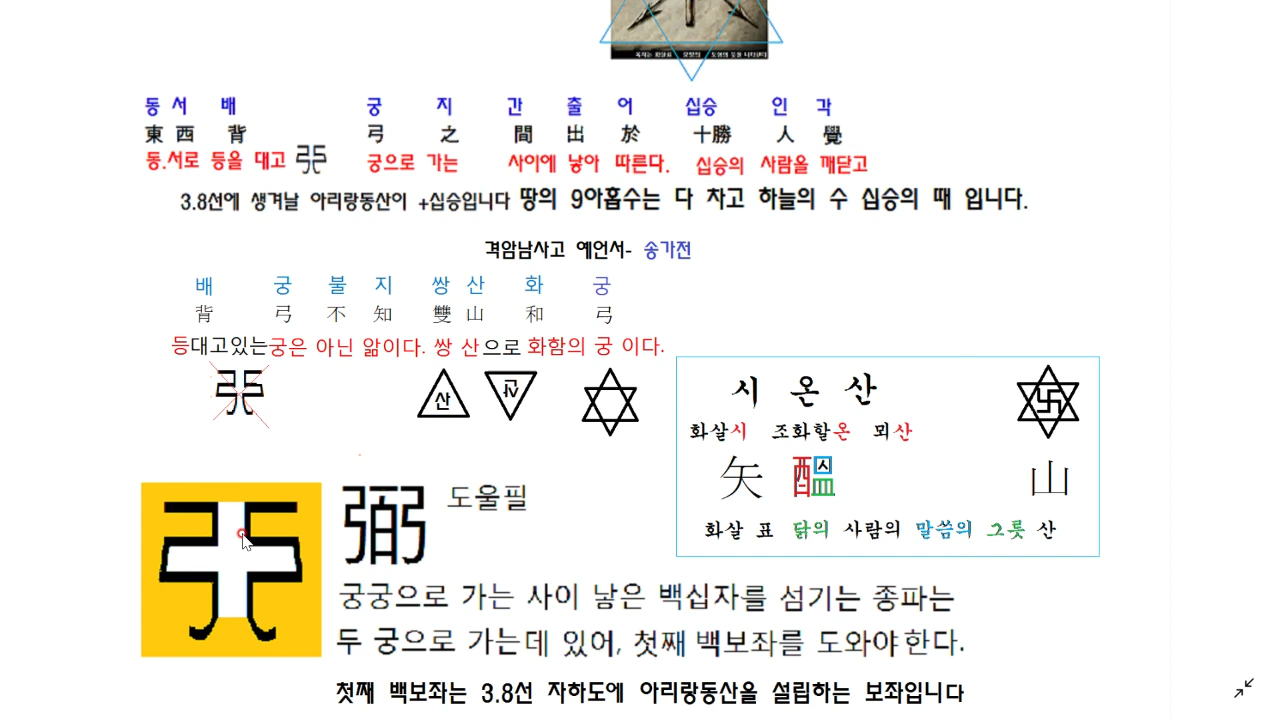 동 서 배 궁 지 간 출 어 십승 인 각
東 西 背 弓 之 間 出 於 十勝 人 覺
동.서로 등을 대고 궁으로 가는 사이에 낳아 따른다. 십승의 사람을 깨닫고
3.8선에 생겨날 아리랑동산이 +십승입니다 땅의 9아홉수는 다 차고 하늘의 수 십승의 때 입니다.
격암남사고 예언서- 송가전
배 궁 불 지 쌍 산 화 궁
背 弓 不 知 雙 山 和 弓
등대고있는궁은 아닌 앎이다. 쌍 산으로 화함의 궁 이다.
산
시 온 산
화살시 조화할온 뫼산
矢 山
화살 표 닭의 사람의 말씀의 그릇 산
弼 도울필
궁궁으로 가는 사이 낳은 백십자를 섬기는 종파는
두 궁으로 가는데 있어, 첫째 백보좌를 도와야한다.
첫째 백보좌는 3.8선 자하도에 아리랑동산을 설립하는 보좌입니다